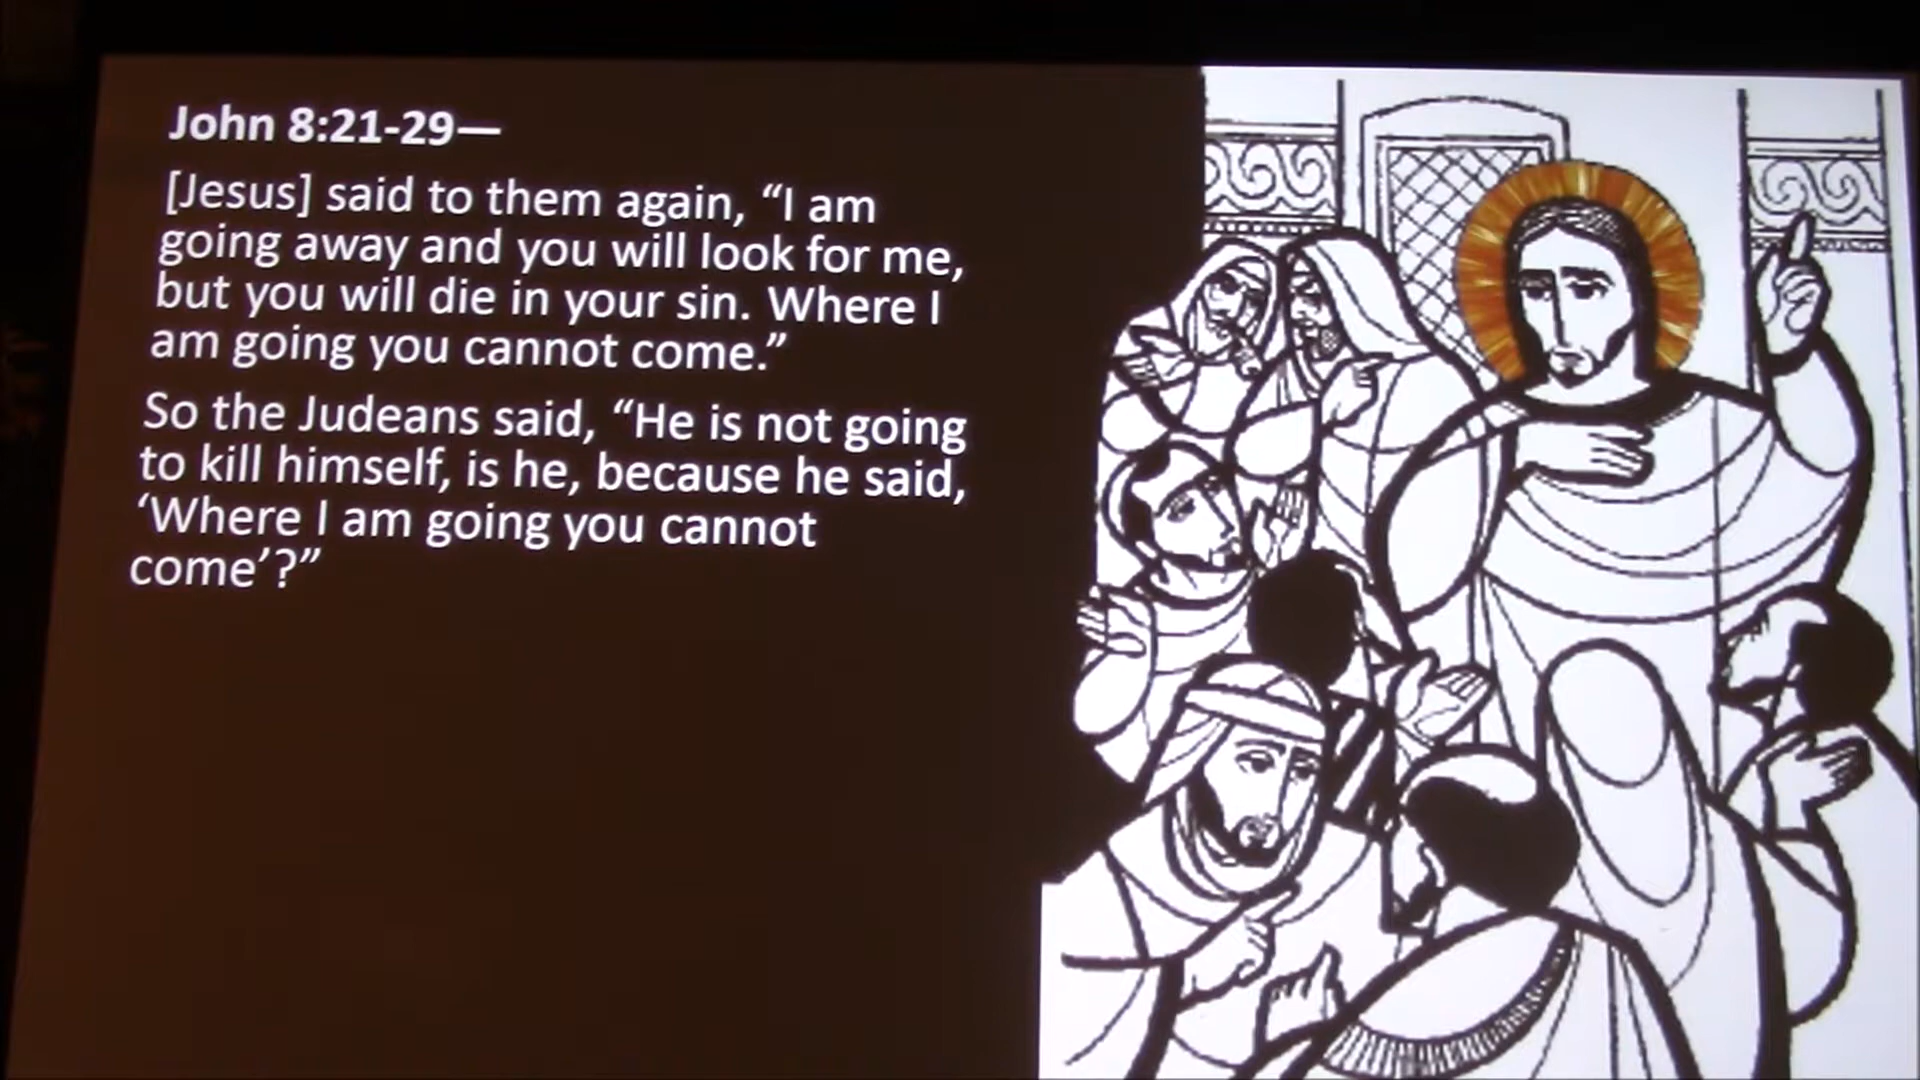 John 8:21-29—
[Jesus] said to them again, “I am
going away and you will look for me,
but you will die in your sin. Where I
am going you cannot come.”
So the Judeans said, “He is not going
to kill himself, is he, because he said,
‘Where I am going you cannot
come’?”